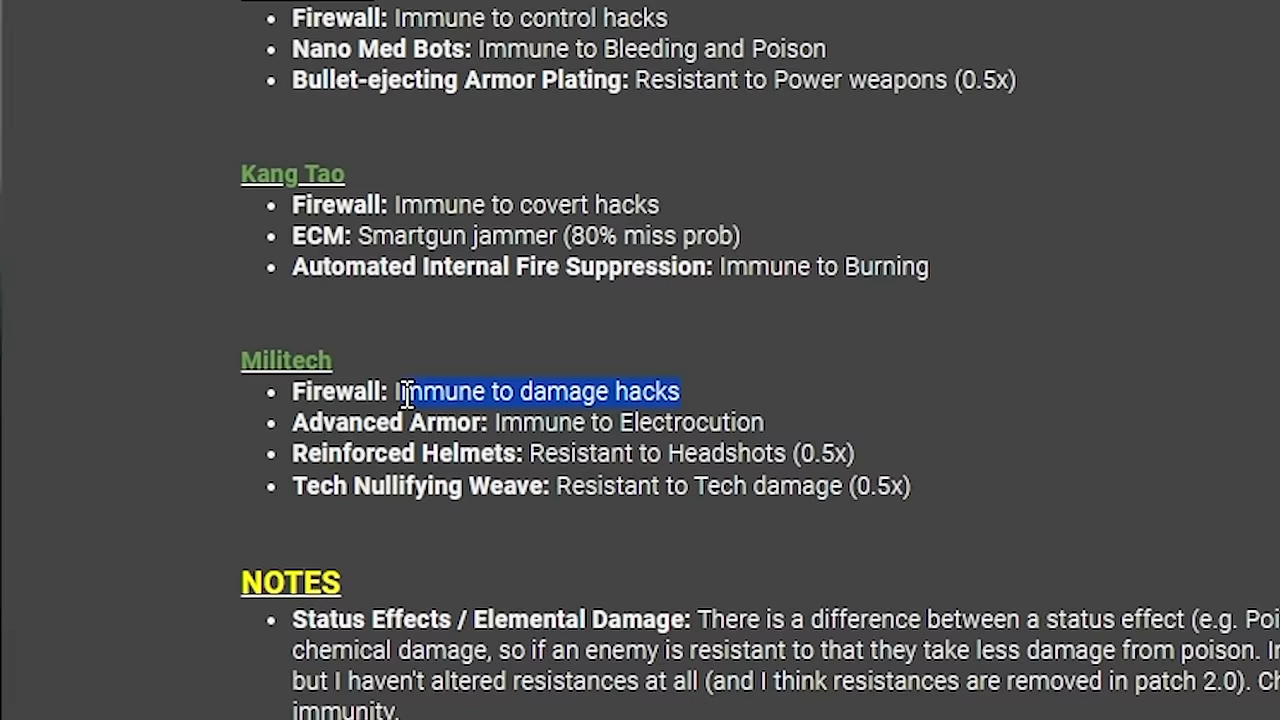 Firewall: Immune to control hacks
Nano Med Bots: Immune to Bleeding and Poison
Bullet-ejecting Armor Plating: Resistant to Power weapons (0.5x)
Kang Tao
Firewall: Immune to covert hacks
ECM: Smartgun jammer (80% miss prob)
Automated Internal Fire Suppression: Immune to Burning
Militech
Firewall: Immune to damage hacks
Advanced Armor: Immune to Electrocution
Reinforced Helmets: Resistant to Headshots (0.5x)
Tech Nullifying Weave: Resistant to Tech damage (0.5x)
NOTES
Status Effects / Elemental Damage: There is a difference between a status effect (e.g.
chemical damage, so if an enemy is resistant to that they take less damage from poison.
but I haven't altered resistances at all (and I think resistances are removed in patch 2.0).
immunity.